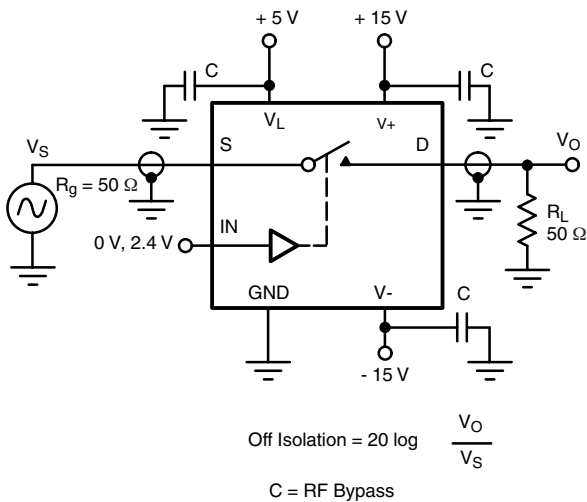 + 5 V
+ 15 V
C
C
V_L
V+
V_S
S
D
V_O
R_g = 50 Ω
R_L
50 Ω
IN
0 V, 2.4 V
GND
V-
C
- 15 V
Off Isolation = 20 log V_O / V_S
C = RF Bypass